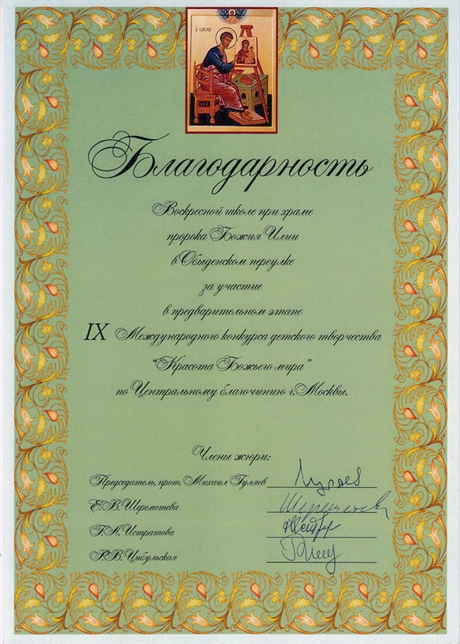 Благодарность
Воскресной школе при храме
пророка Божия Илии
в Обыденском переулке
за участие
в предварительном этапе
IX Международного конкурса детского творчества
"Красота Божьего мира"
по Центральному благочинию г. Москвы.
Члены жюри:
Председатель, прот. Михаил Гуляев
Е.В. Шереметева
Истратова
Р.В. Цибульская